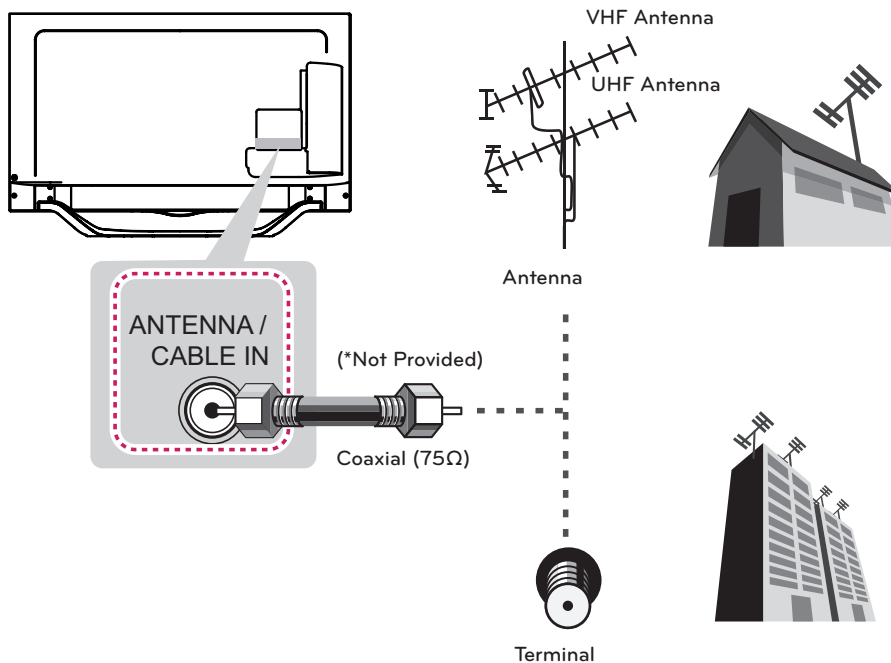 VHF Antenna
UHF Antenna
Antenna
ANTENNA /
CABLE IN
(*Not Provided)
Coaxial (75Ω)
Terminal